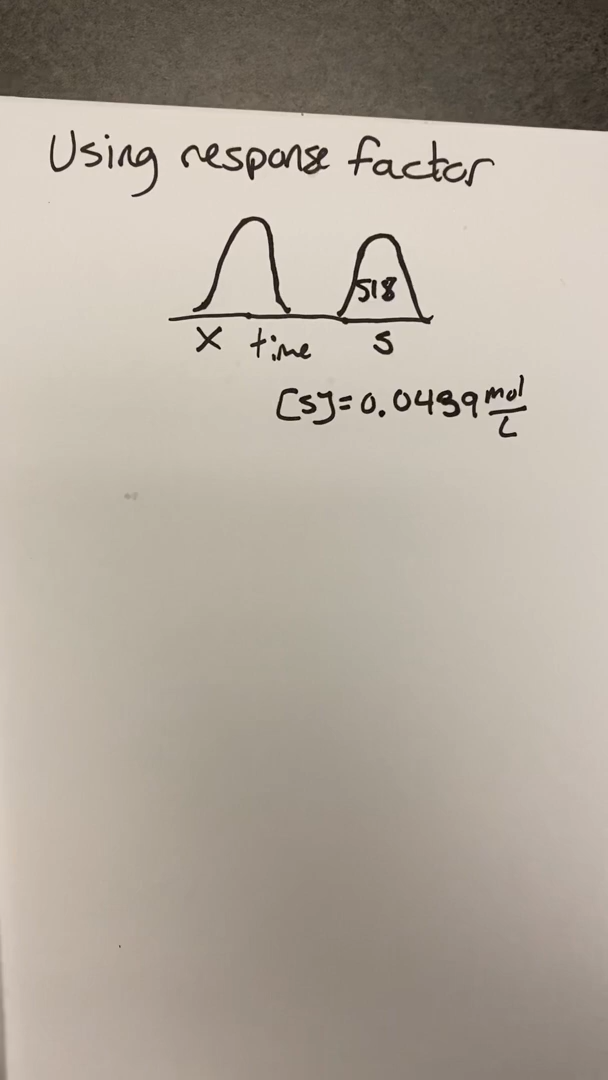 Using response factor
518
X time S
[S]=0.0439 mol/L